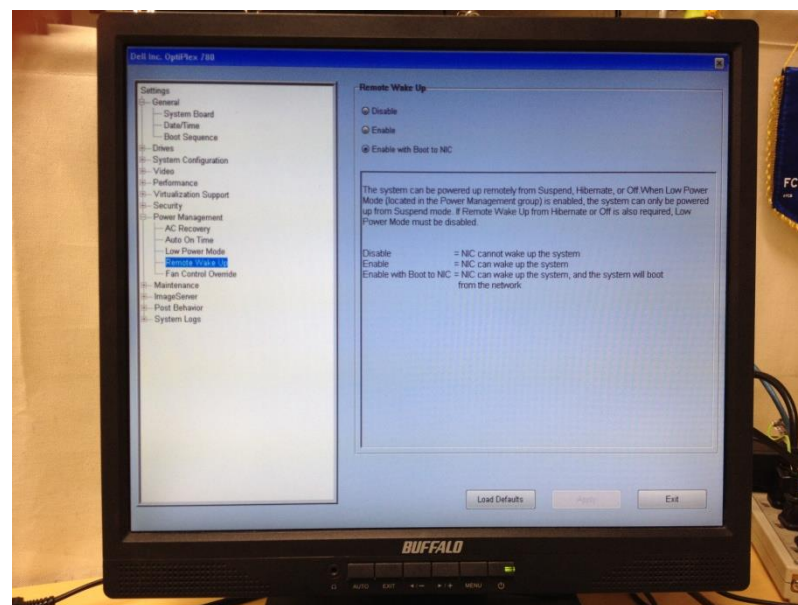 Dell Inc. OptiPlex 780
Settings
General
System Board
Date/Time
Boot Sequence
Drives
System Configuration
Video
Performance
Virtualization Support
Security
Power Management
AC Recovery
Auto On Time
Low Power Mode
Remote Wake Up
Fan Control Override
Maintenance
ImageServer
Post Behavior
System Logs
Remote Wake Up
Disable
Enable
Enable with Boot to NIC
The system can be powered up remotely from Suspend, Hibernate, or Off.When Low Power
Mode (located in the Power Management group) is enabled, the system can only be powered
up from Suspend mode. If Remote Wake Up from Hibernate or Off is also required, Low
Power Mode must be disabled.
Disable = NIC cannot wake up the system
Enable = NIC can wake up the system
Enable with Boot to NIC = NIC can wake up the system, and the system will boot
from the network
Load Defaults
Apply
Exit
BUFFALO
AUTO
EXIT
MENU
FC